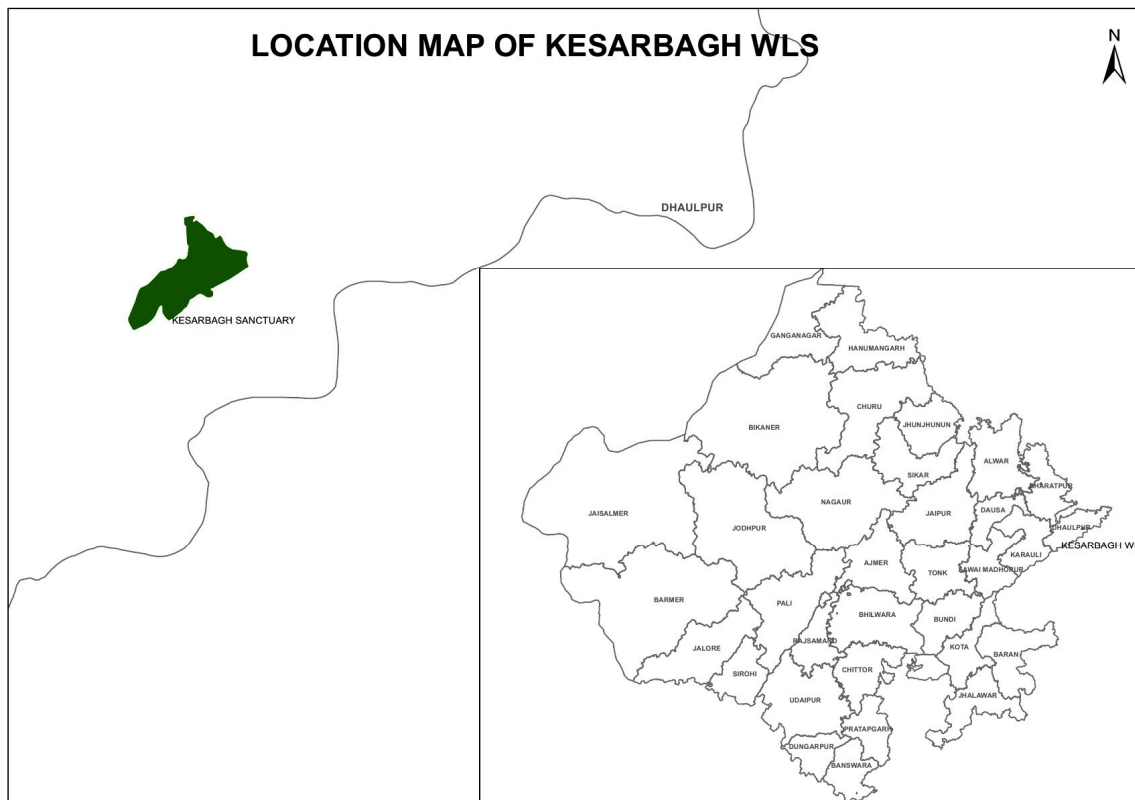 LOCATION MAP OF KESARBAGH WLS
N
DHAULPUR
KESARBAGH SANCTUARY
GANGANAGAR
HANUMANGARH
CHURU
JHUNJHUNUN
BIKANER
ALWAR
SIKAR
BHARATPUR
NAGAUR
JAISALMER
JODHPUR
JAIPUR
DAUSA
DHAULPUR
KESARBAGH WL
KARAULI
AJMER
TONK
SAWAI MADHOPUR
BARMER
PALI
BHILWARA
BUNDI
RAJSAMAND
JALORE
KOTA
BARAN
SIROHI
CHITTOR
JHALAWAR
UDAIPUR
PRATAPGARH
DUNGARPUR
BANSWARA